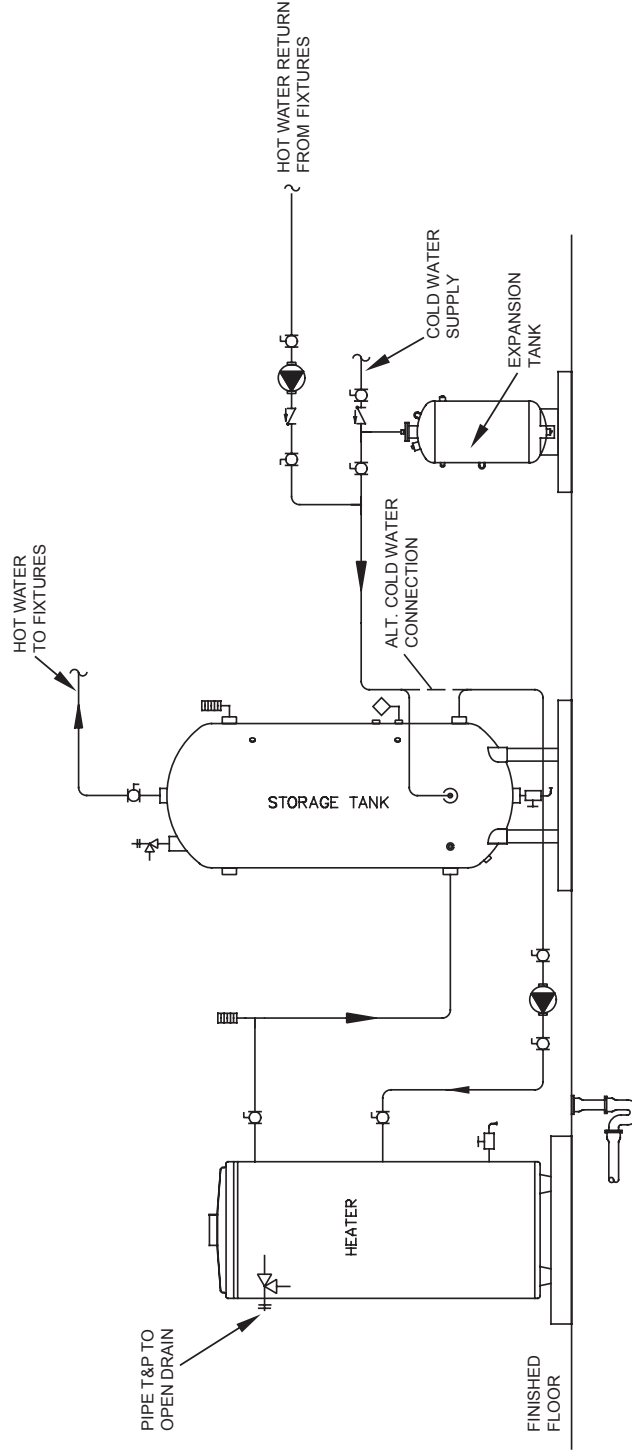 HOT WATER
TO FIXTURES
HOT WATER RETURN
FROM FIXTURES
COLD WATER
SUPPLY
ALT. COLD WATER
CONNECTION
EXPANSION
TANK
STORAGE TANK
HEATER
PIPE T&P TO
OPEN DRAIN
FINISHED
FLOOR